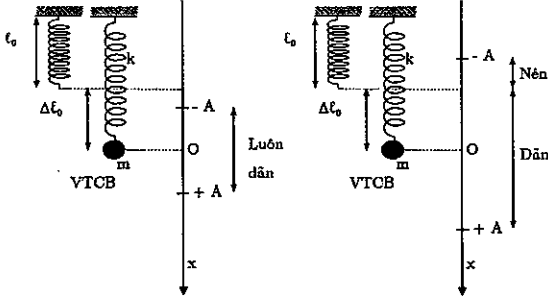 ℓ₀
k
Δℓ₀
- A
O
Luôn
dãn
m
VTCB
+ A
x
ℓ₀
k
- A
Nén
Δℓ₀
O
Dãn
m
VTCB
+ A
x